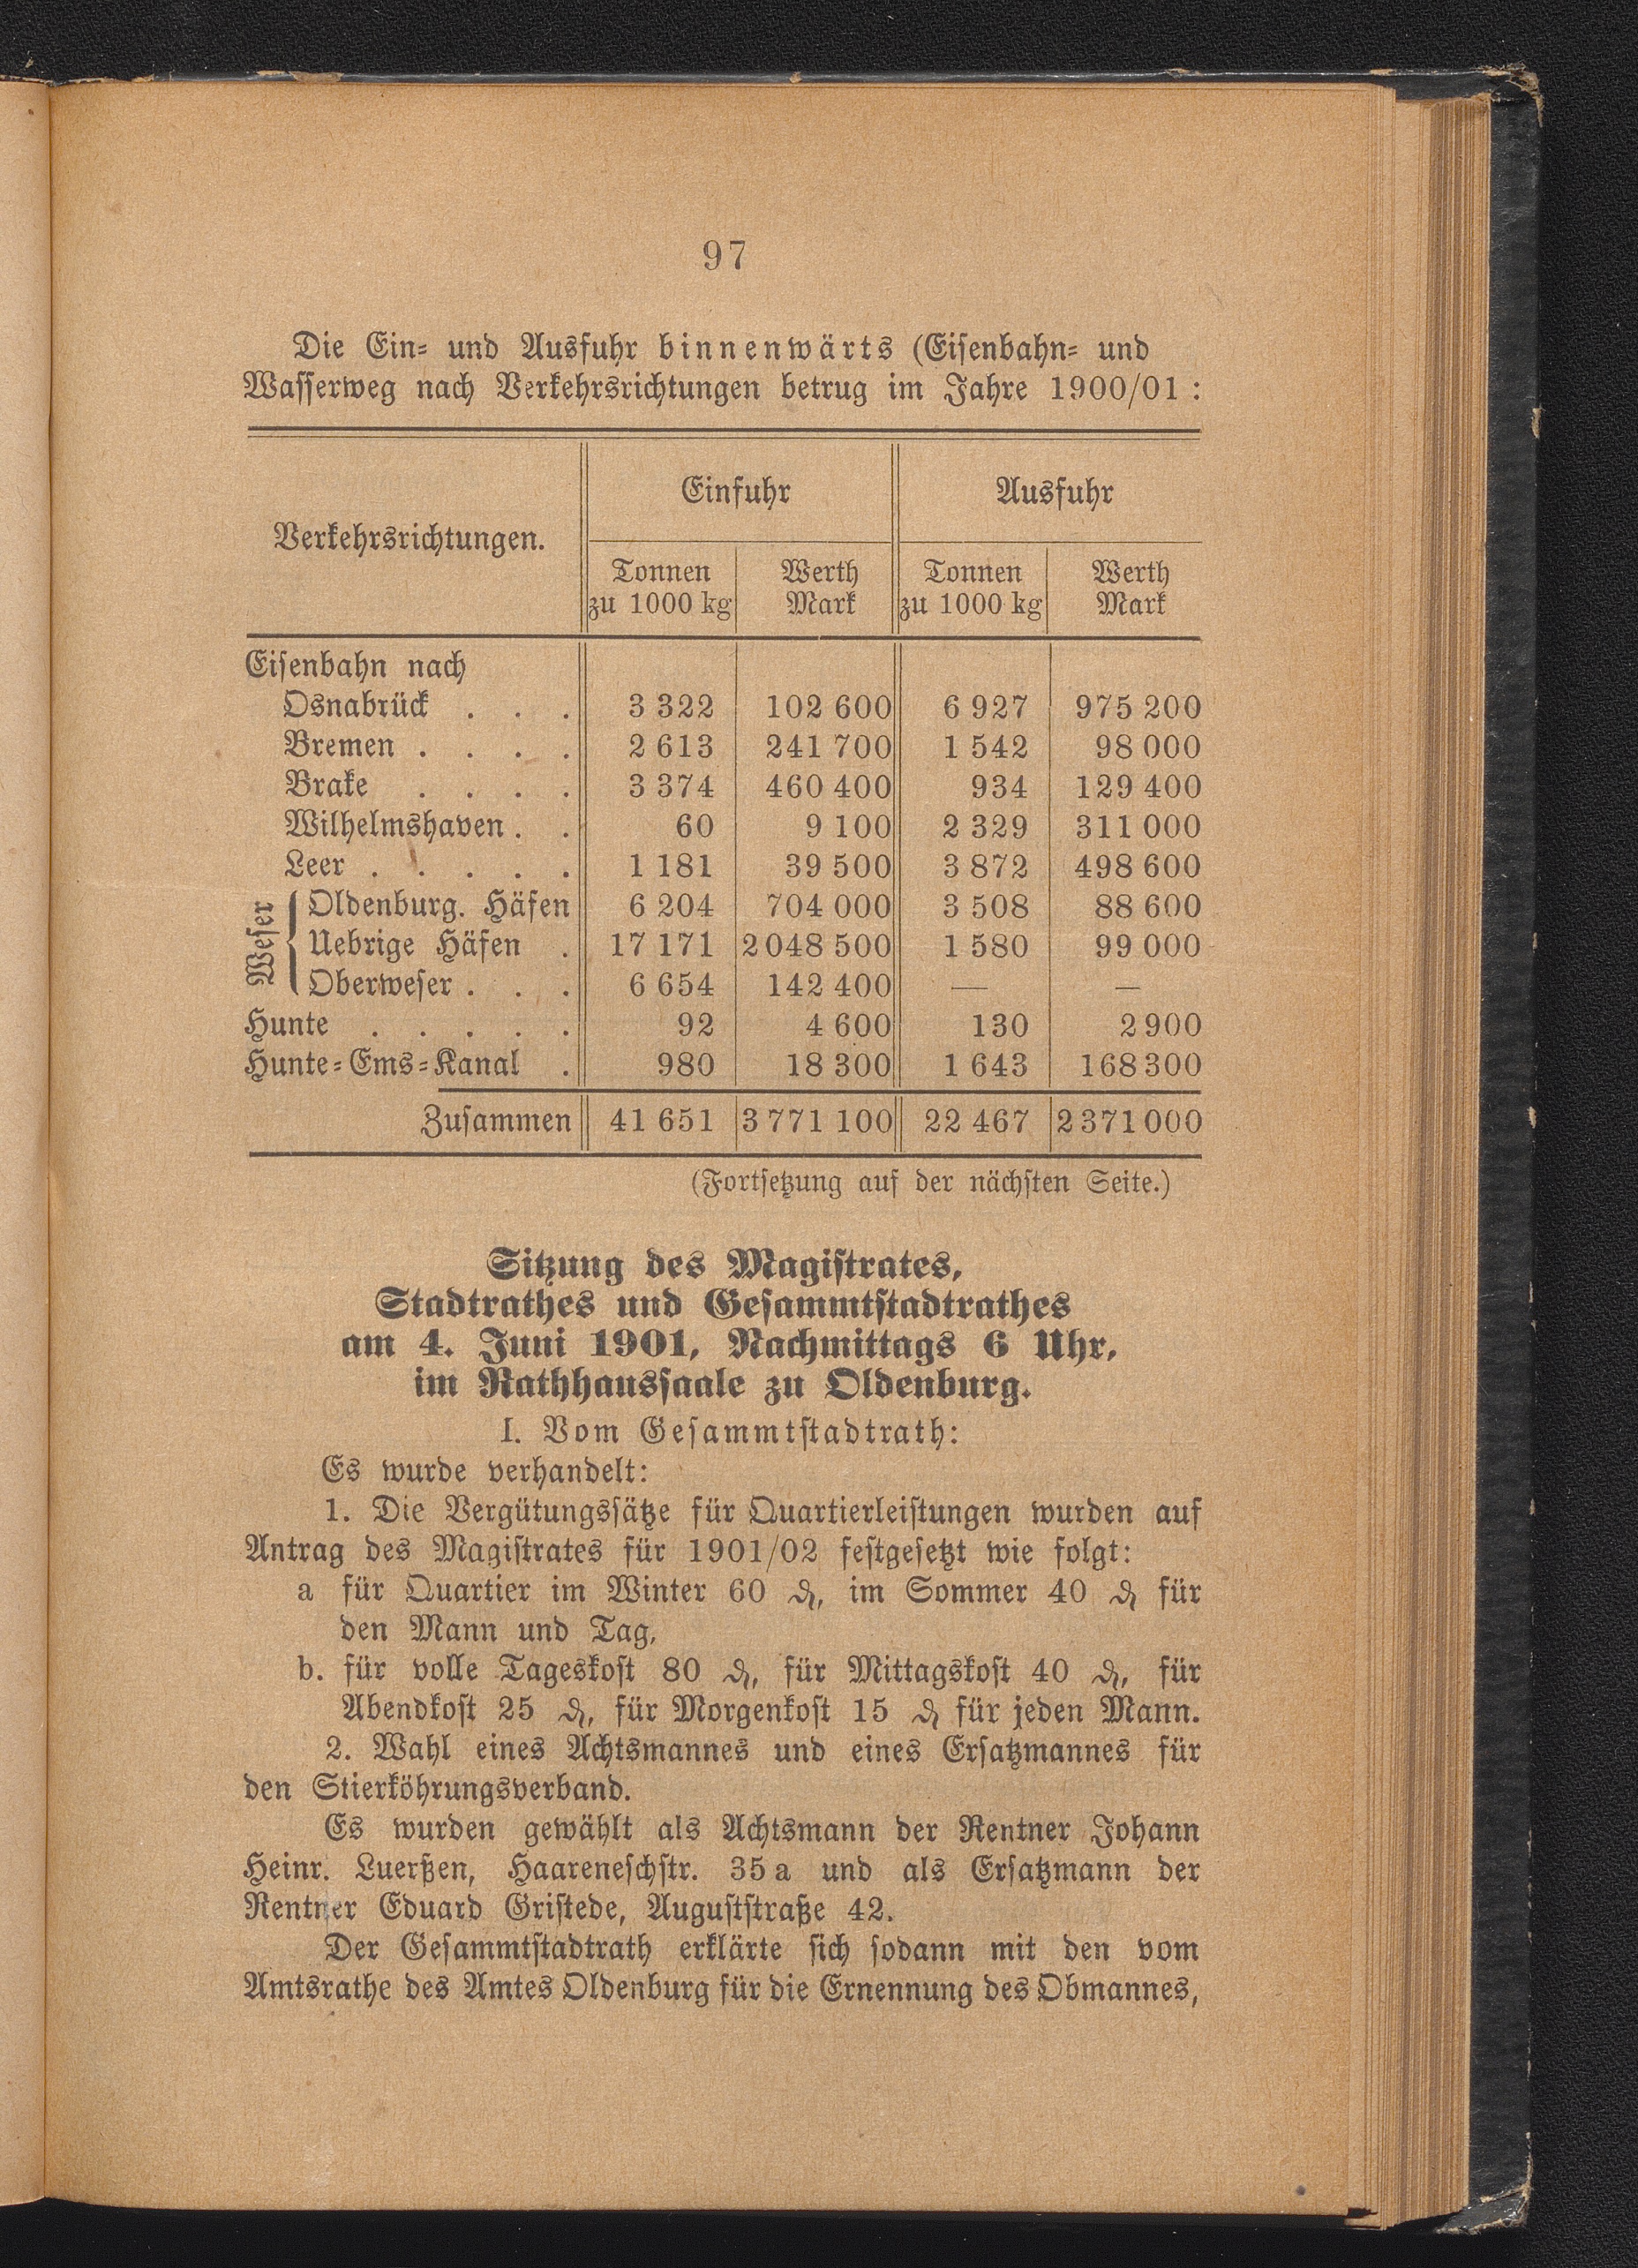 97
Die Ein- und Ausfuhr binnenwärts (Eisenbahn- und
Wasserweg nach Verkehrsrichtungen betrug im Jahre 1900/01:
Verkehrsrichtungen. Einfuhr Ausfuhr
Tonnen zu 1000 kg Werth Mark Tonnen zu 1000 kg Werth Mark
Eisenbahn nach
Osnabrück . . . 3 322 102 600 6 927 975 200
Bremen . . . . 2 613 241 700 1 542 98 000
Brake . . . . 3 374 460 400 934 129 400
Wilhelmshaven . . 60 9 100 2 329 311 000
Leer . . . . . 1 181 39 500 3 872 498 600
Weser
Oldenburg. Häfen 6 204 704 000 3 508 88 600
Uebrige Häfen . 17 171 2 048 500 1 580 99 000
Oberweser . . . 6 654 142 400 — —
Hunte . . . . . 92 4 600 130 2 900
Hunte-Ems-Kanal . 980 18 300 1 643 168 300
Zusammen 41 651 3 771 100 22 467 2 371 000
(Fortsetzung auf der nächsten Seite.)
Sitzung des Magistrates,
Stadtrathes und Gesammtstadtrathes
am 4. Juni 1901, Nachmittags 6 Uhr,
im Rathhaussaale zu Oldenburg.
I. Vom Gesammtstadtrath:
Es wurde verhandelt:
1. Die Vergütungssätze für Quartierleistungen wurden auf
Antrag des Magistrates für 1901/02 festgesetzt wie folgt:
a für Quartier im Winter 60 ₰, im Sommer 40 ₰ für
den Mann und Tag,
b. für volle Tageskost 80 ₰, für Mittagskost 40 ₰, für
Abendkost 25 ₰, für Morgenkost 15 ₰ für jeden Mann.
2. Wahl eines Achtsmannes und eines Ersatzmannes für
den Stierköhrungsverband.
Es wurden gewählt als Achtsmann der Rentner Johann
Heinr. Luerßen, Haareneschstr. 35 a und als Ersatzmann der
Rentner Eduard Gristede, Auguststraße 42.
Der Gesammtstadtrath erklärte sich sodann mit den vom
Amtsrathe des Amtes Oldenburg für die Ernennung des Obmannes,